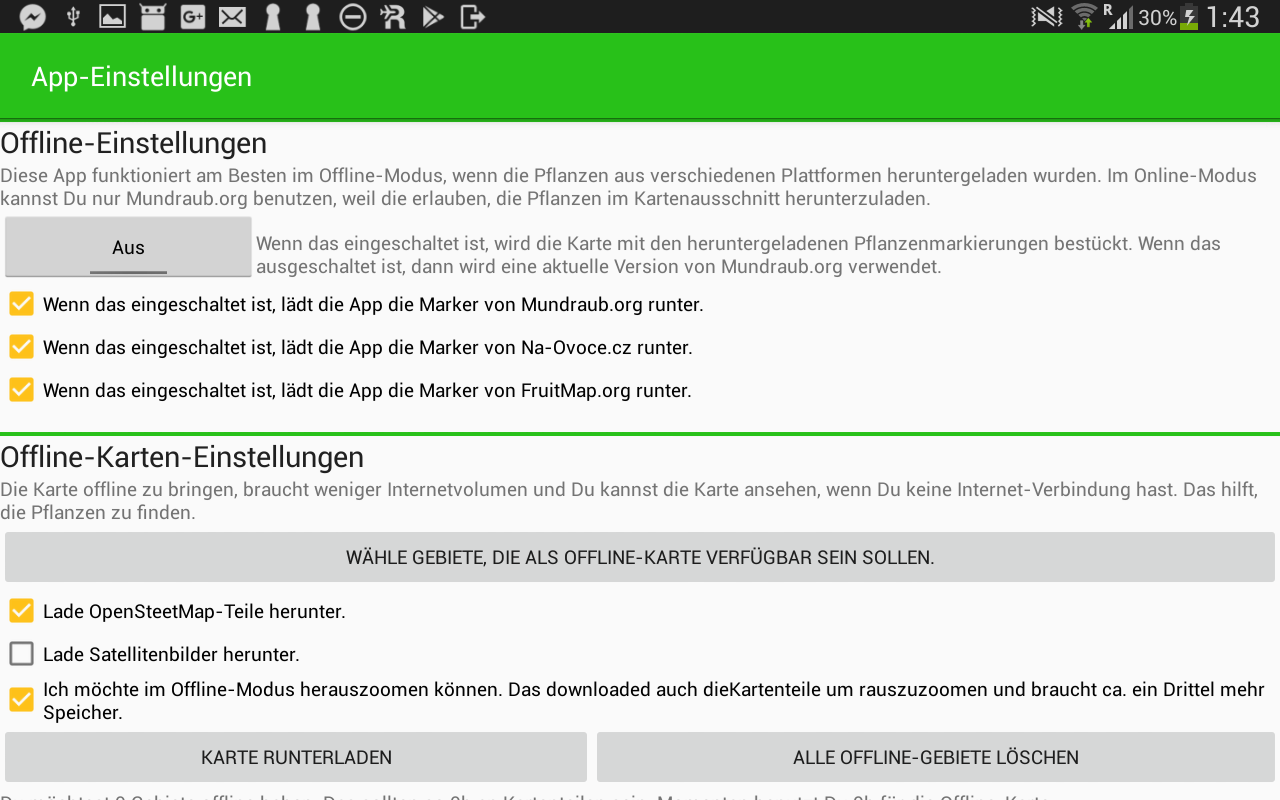 R 30% 1:43
App-Einstellungen
Offline-Einstellungen
Diese App funktioniert am Besten im Offline-Modus, wenn die Pflanzen aus verschiedenen Plattformen heruntergeladen wurden. Im Online-Modus
kannst Du nur Mundraub.org benutzen, weil die erlauben, die Pflanzen im Kartenausschnitt herunterzuladen.
Aus
Wenn das eingeschaltet ist, wird die Karte mit den heruntergeladenen Pflanzenmarkierungen bestückt. Wenn das
ausgeschaltet ist, dann wird eine aktuelle Version von Mundraub.org verwendet.
Wenn das eingeschaltet ist, lädt die App die Marker von Mundraub.org runter.
Wenn das eingeschaltet ist, lädt die App die Marker von Na-Ovoce.cz runter.
Wenn das eingeschaltet ist, lädt die App die Marker von FruitMap.org runter.
Offline-Karten-Einstellungen
Die Karte offline zu bringen, braucht weniger Internetvolumen und Du kannst die Karte ansehen, wenn Du keine Internet-Verbindung hast. Das hilft,
die Pflanzen zu finden.
WÄHLE GEBIETE, DIE ALS OFFLINE-KARTE VERFÜGBAR SEIN SOLLEN.
Lade OpenSteetMap-Teile herunter.
Lade Satellitenbilder herunter.
Ich möchte im Offline-Modus herauszoomen können. Das downloaded auch dieKartenteile um rauszuzoomen und braucht ca. ein Drittel mehr
Speicher.
KARTE RUNTERLADEN
ALLE OFFLINE-GEBIETE LÖSCHEN